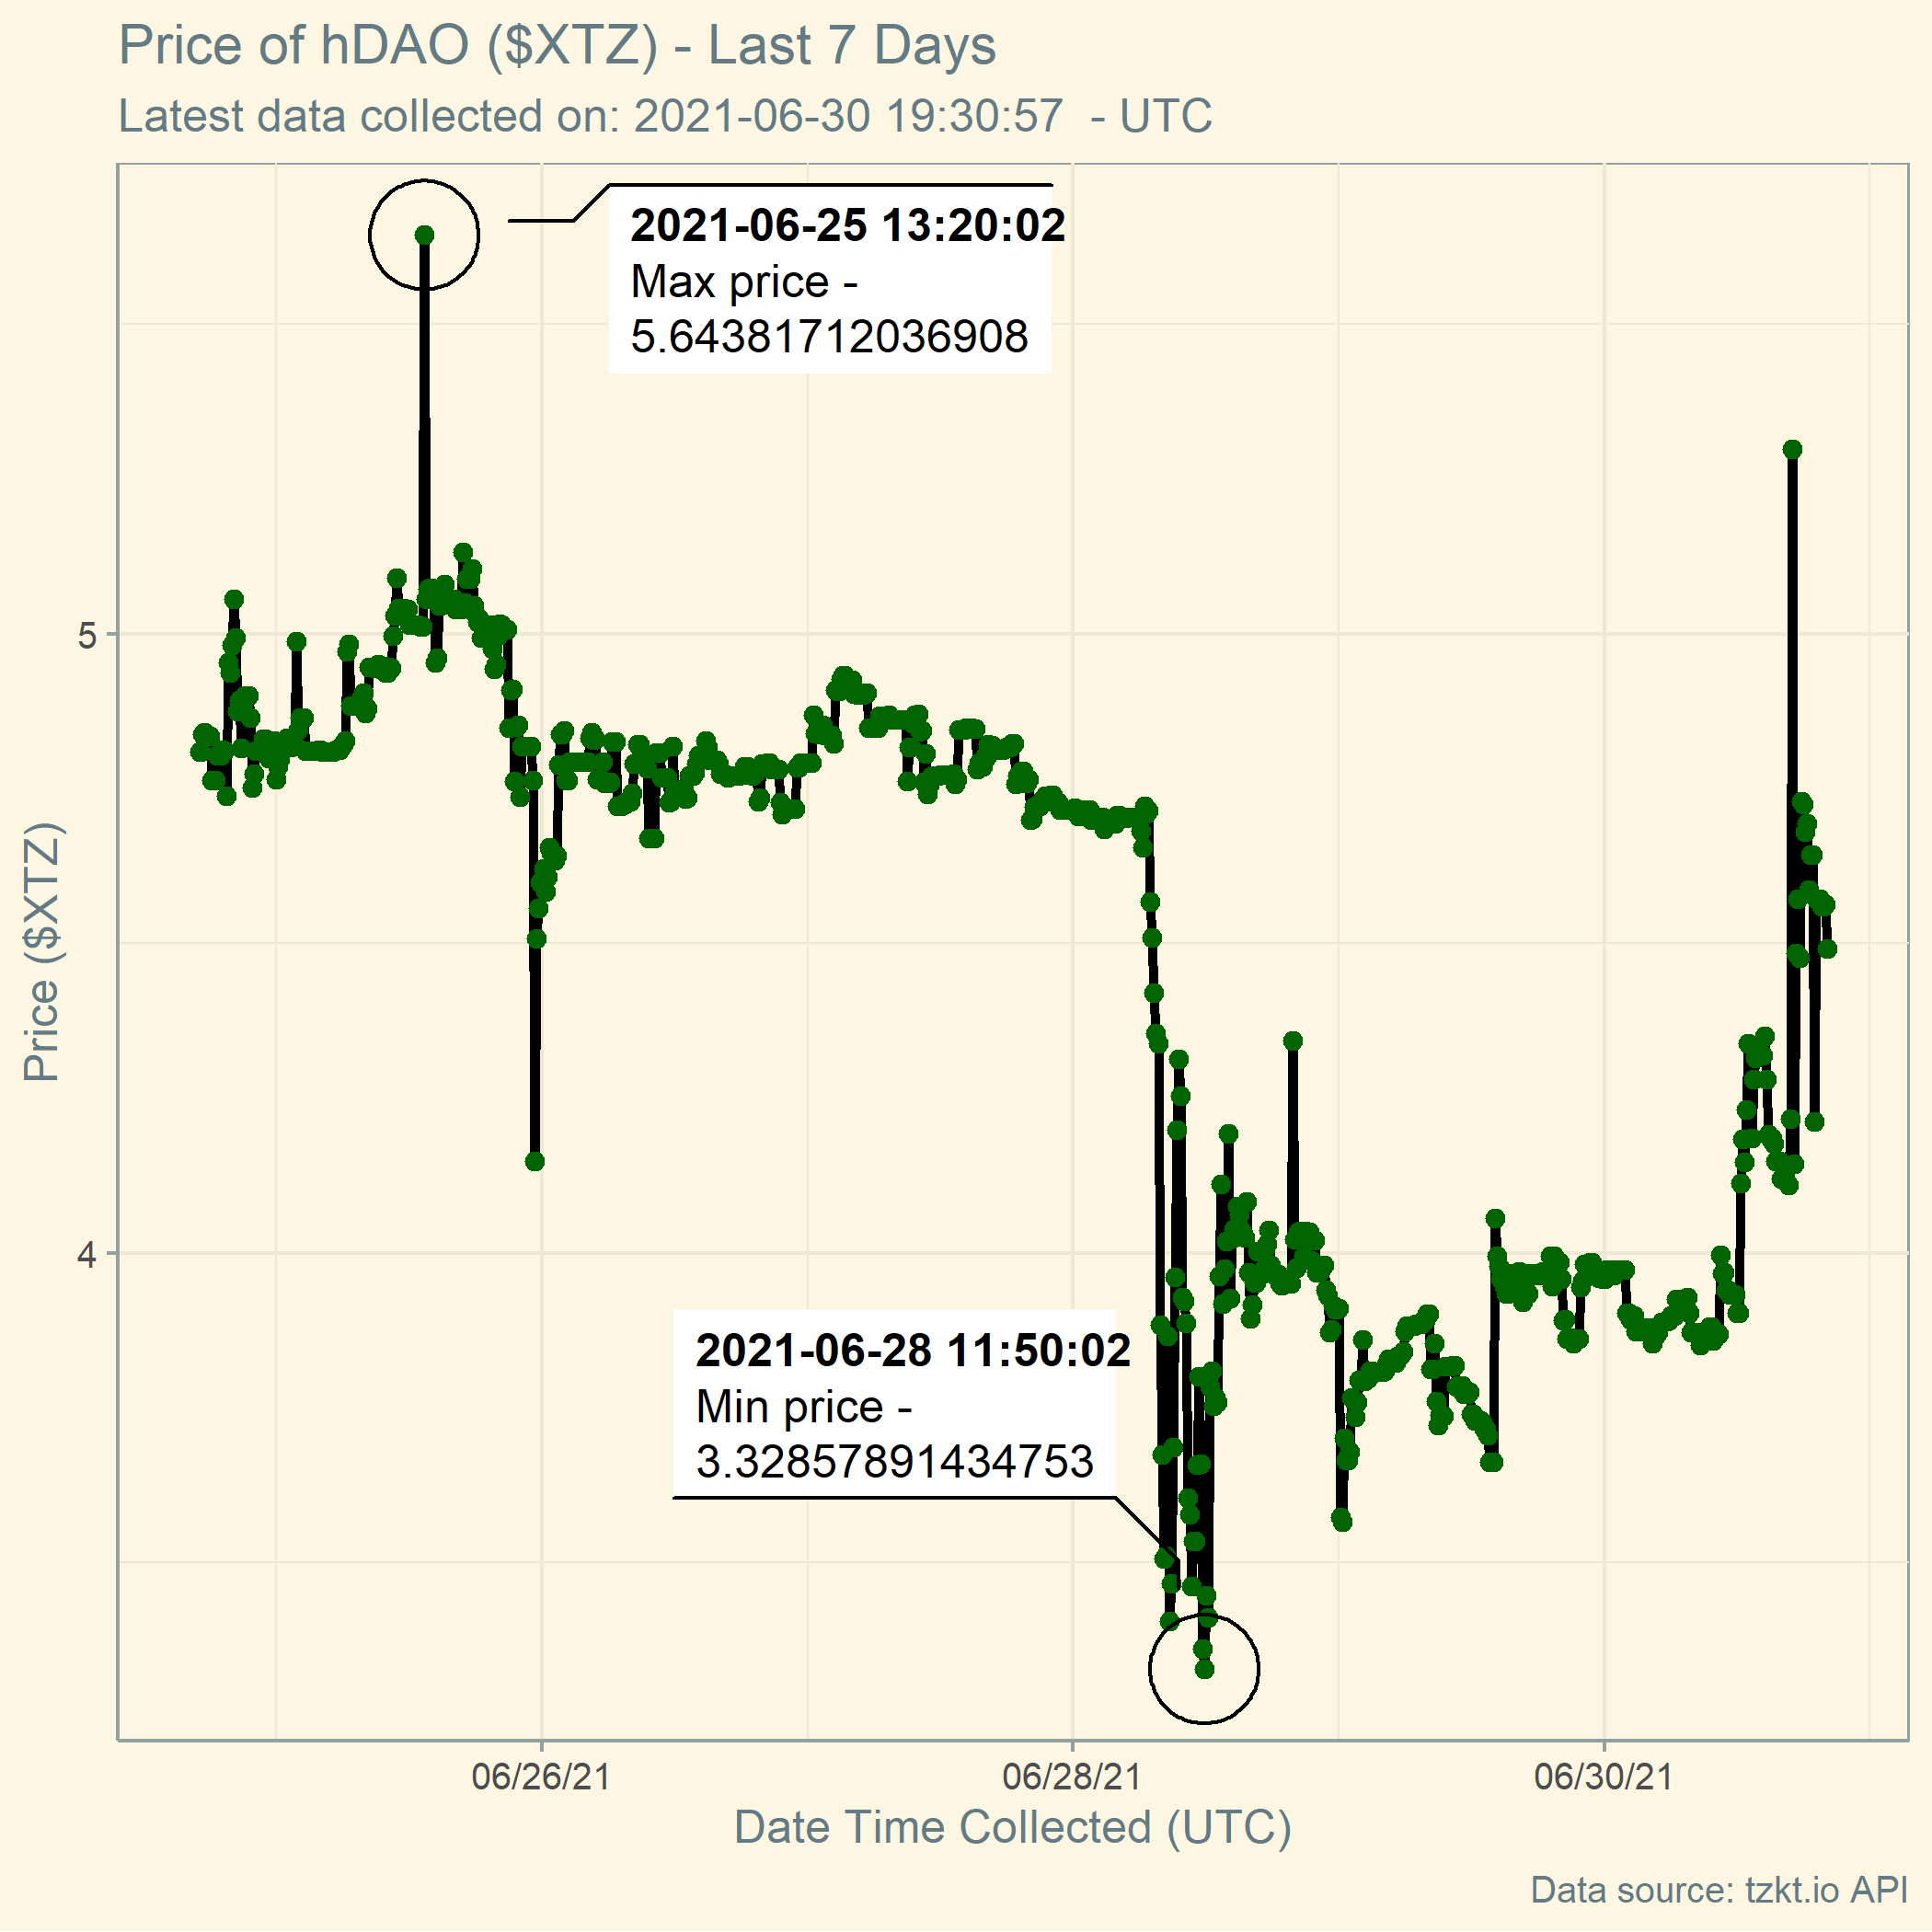 Price of hDAO ($XTZ) - Last 7 Days
Latest data collected on: 2021-06-30 19:30:57  - UTC
2021-06-25 13:20:02
Max price -
5.64381712036908
5
Price ($XTZ)
4
2021-06-28 11:50:02
Min price -
3.32857891434753
06/26/21
06/28/21
06/30/21
Date Time Collected (UTC)
Data source: tzkt.io API